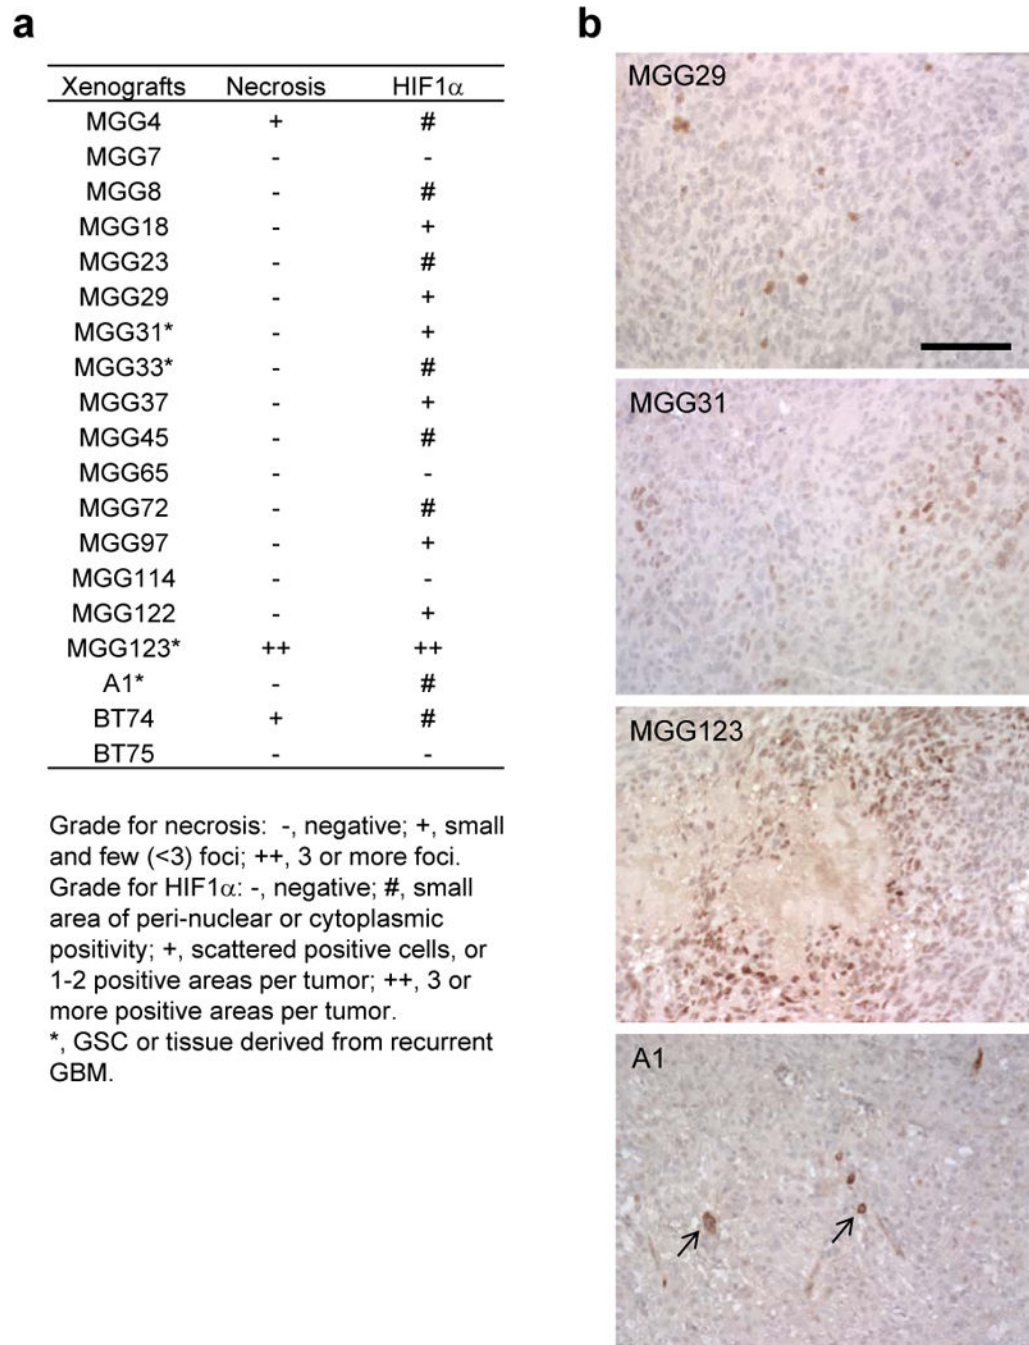 a
Xenografts Necrosis HIF1α
MGG4 + #
MGG7 - -
MGG8 - #
MGG18 - +
MGG23 - #
MGG29 - +
MGG31* - +
MGG33* - #
MGG37 - +
MGG45 - #
MGG65 - -
MGG72 - #
MGG97 - +
MGG114 - -
MGG122 - +
MGG123* ++ ++
A1* - #
BT74 + #
BT75 - -
Grade for necrosis: -, negative; +, small
and few (<3) foci; ++, 3 or more foci.
Grade for HIF1α: -, negative; #, small
area of peri-nuclear or cytoplasmic
positivity; +, scattered positive cells, or
1-2 positive areas per tumor; ++, 3 or
more positive areas per tumor.
*, GSC or tissue derived from recurrent
GBM.
b
MGG29
MGG31
MGG123
A1